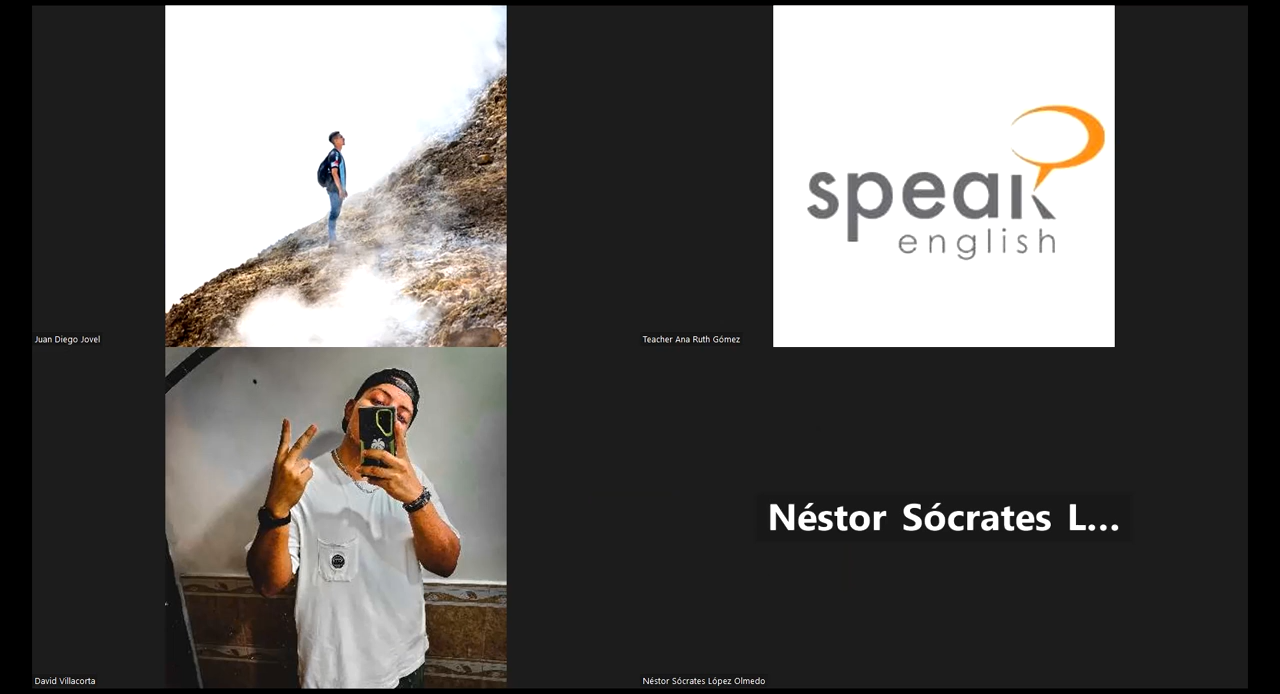 speak
english
Juan Diego Jovel
Teacher Ana Ruth Gómez
Néstor Sócrates L...
David Villacorta
Néstor Sócrates López Olmedo